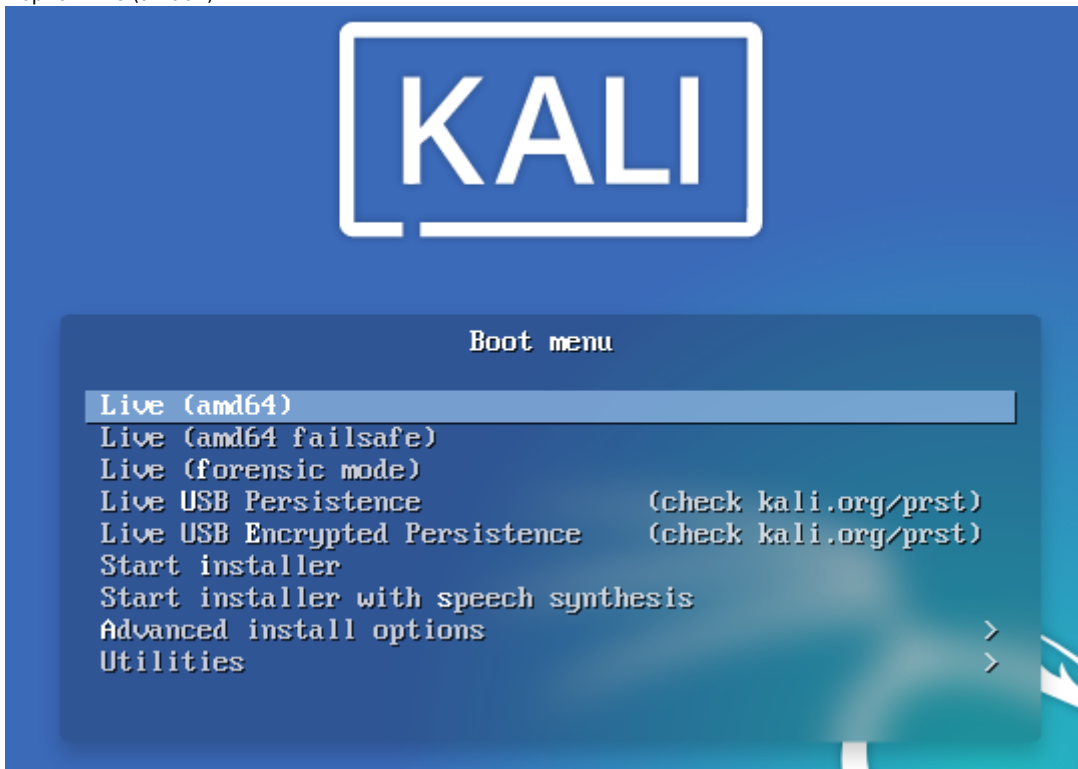 KALI
Boot menu
Live (amd64)
Live (amd64 failsafe)
Live (forensic mode)
Live USB Persistence (check kali.org/prst)
Live USB Encrypted Persistence (check kali.org/prst)
Start installer
Start installer with speech synthesis
Advanced install options >
Utilities >